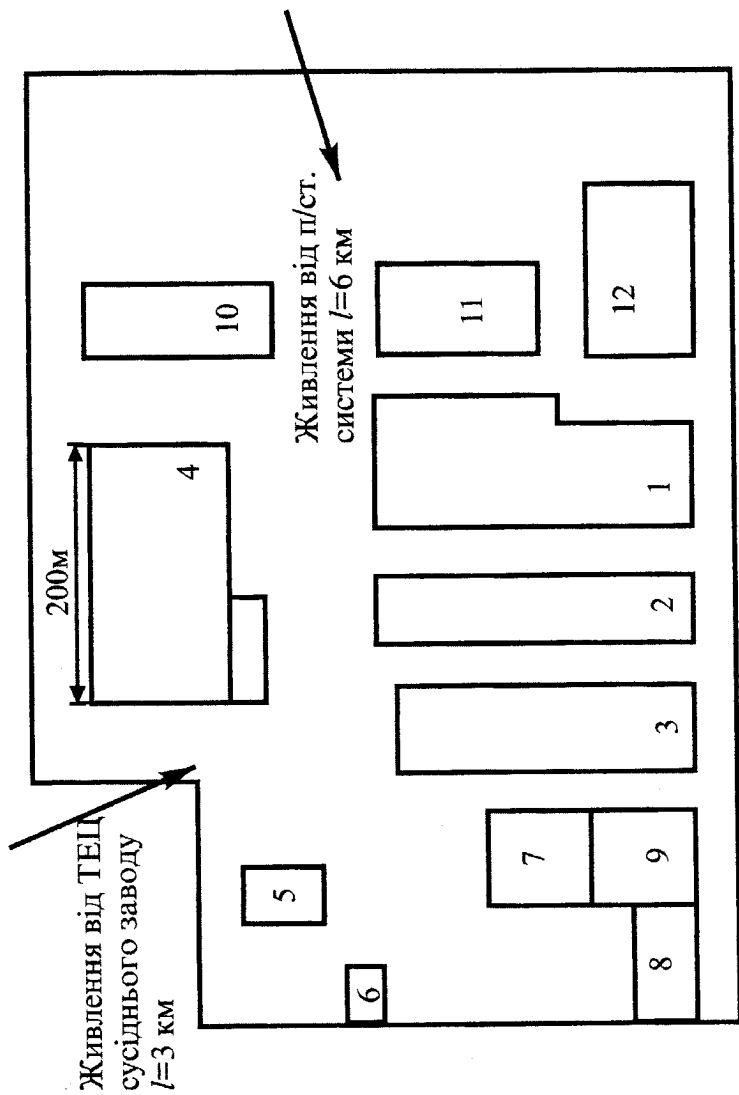 Живлення від ТЕЦ
сусіднього заводу
l=3 км
200м
4
10
Живлення від п/ст.
системи l=6 км
5
6
7
8
9
3
2
1
11
12